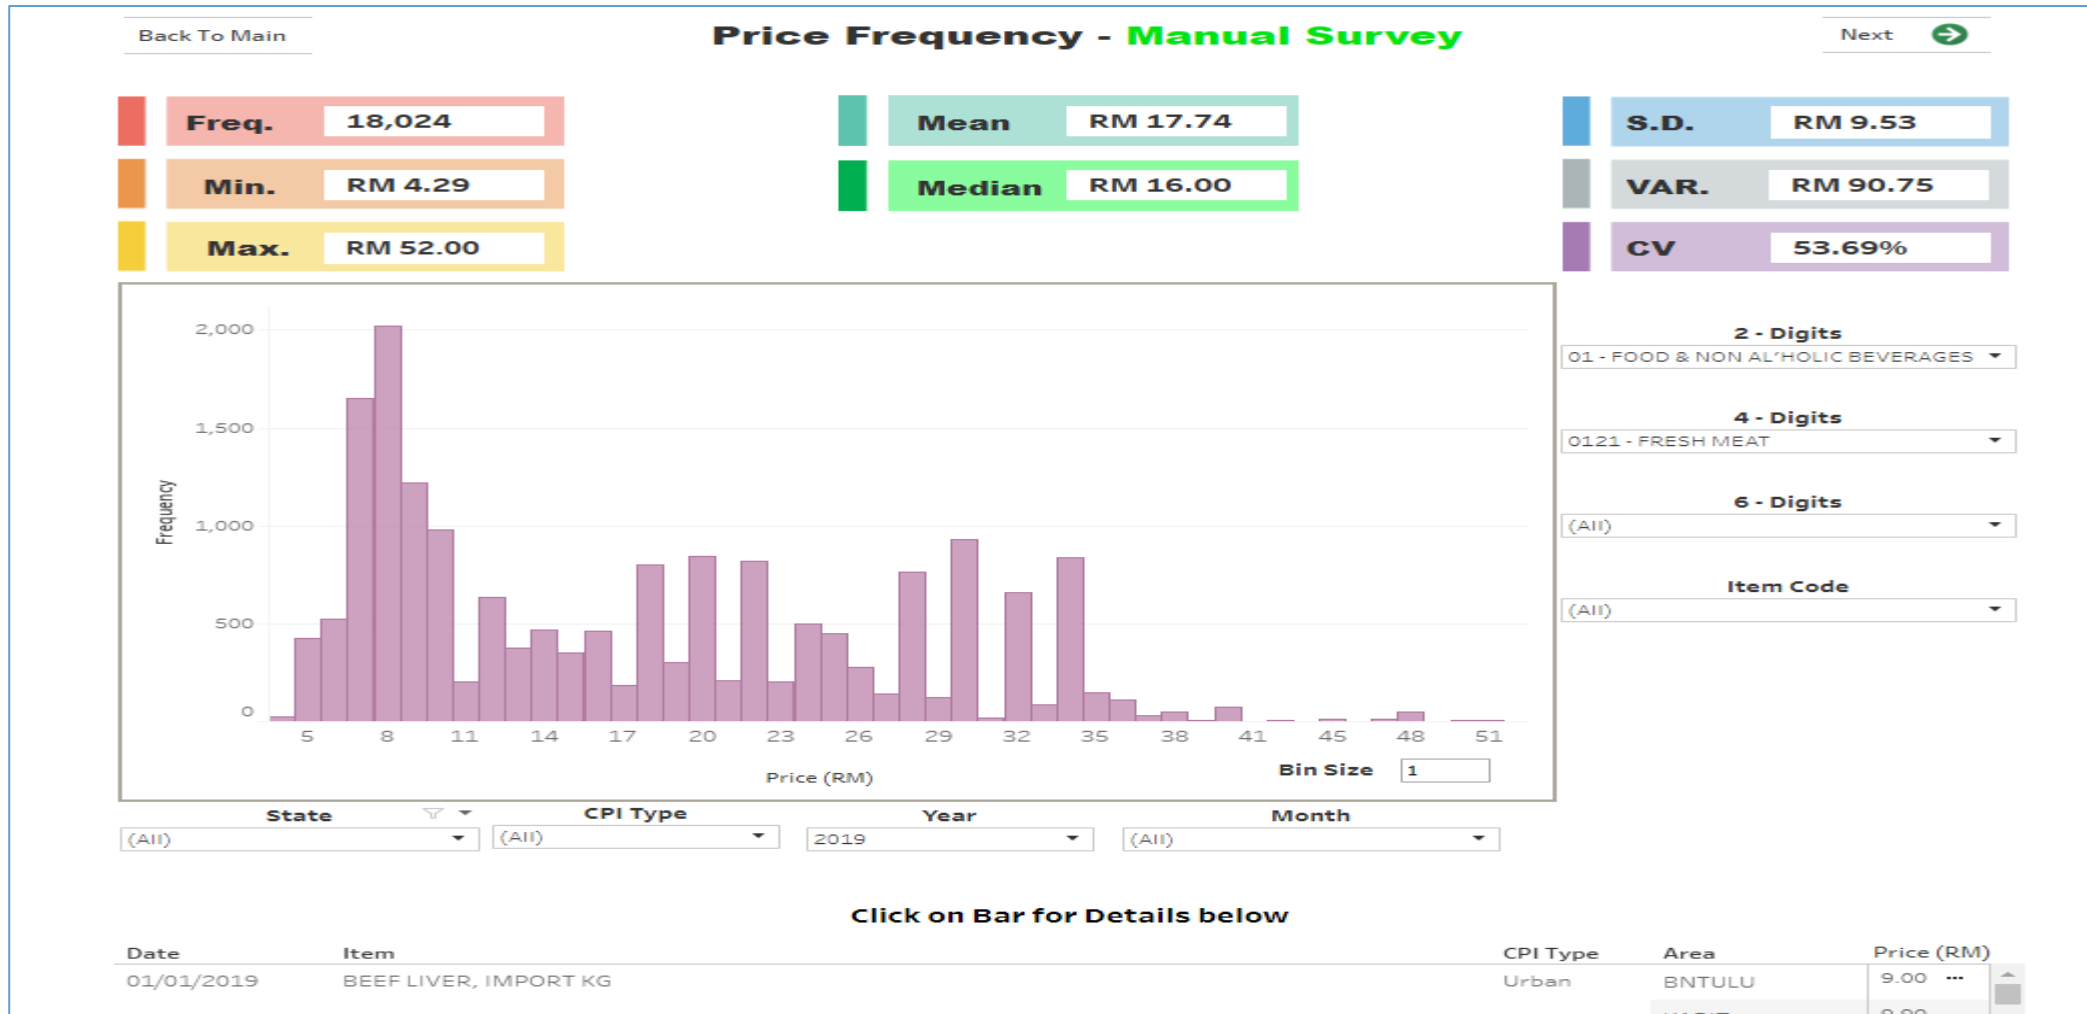 Back To Main
Price Frequency - Manual Survey
Next
Freq. 18,024
Mean RM 17.74
S.D. RM 9.53
Min. RM 4.29
Median RM 16.00
VAR. RM 90.75
Max. RM 52.00
CV 53.69%
2,000
1,500
1,000
500
0
Frequency
5 8 11 14 17 20 23 26 29 32 35 38 41 45 48 51
Price (RM)
Bin Size 1
2 - Digits
01 - FOOD & NON AL'HOLIC BEVERAGES
4 - Digits
0121 - FRESH MEAT
6 - Digits
(All)
Item Code
(All)
State CPI Type Year Month
(All) (All) 2019 (All)
Click on Bar for Details below
Date Item CPI Type Area Price (RM)
01/01/2019 BEEF LIVER, IMPORT KG Urban BNTULU 9.00 ...